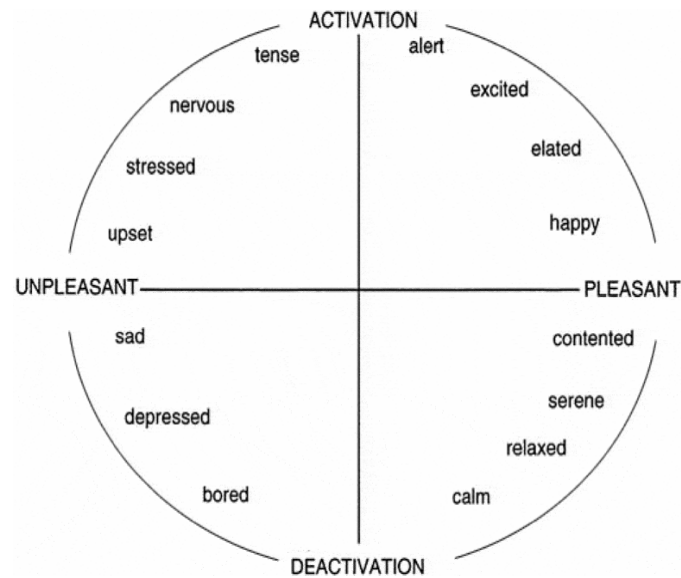 ACTIVATION
tense
alert
excited
nervous
elated
stressed
happy
upset
UNPLEASANT
PLEASANT
sad
contented
serene
depressed
relaxed
bored
calm
DEACTIVATION